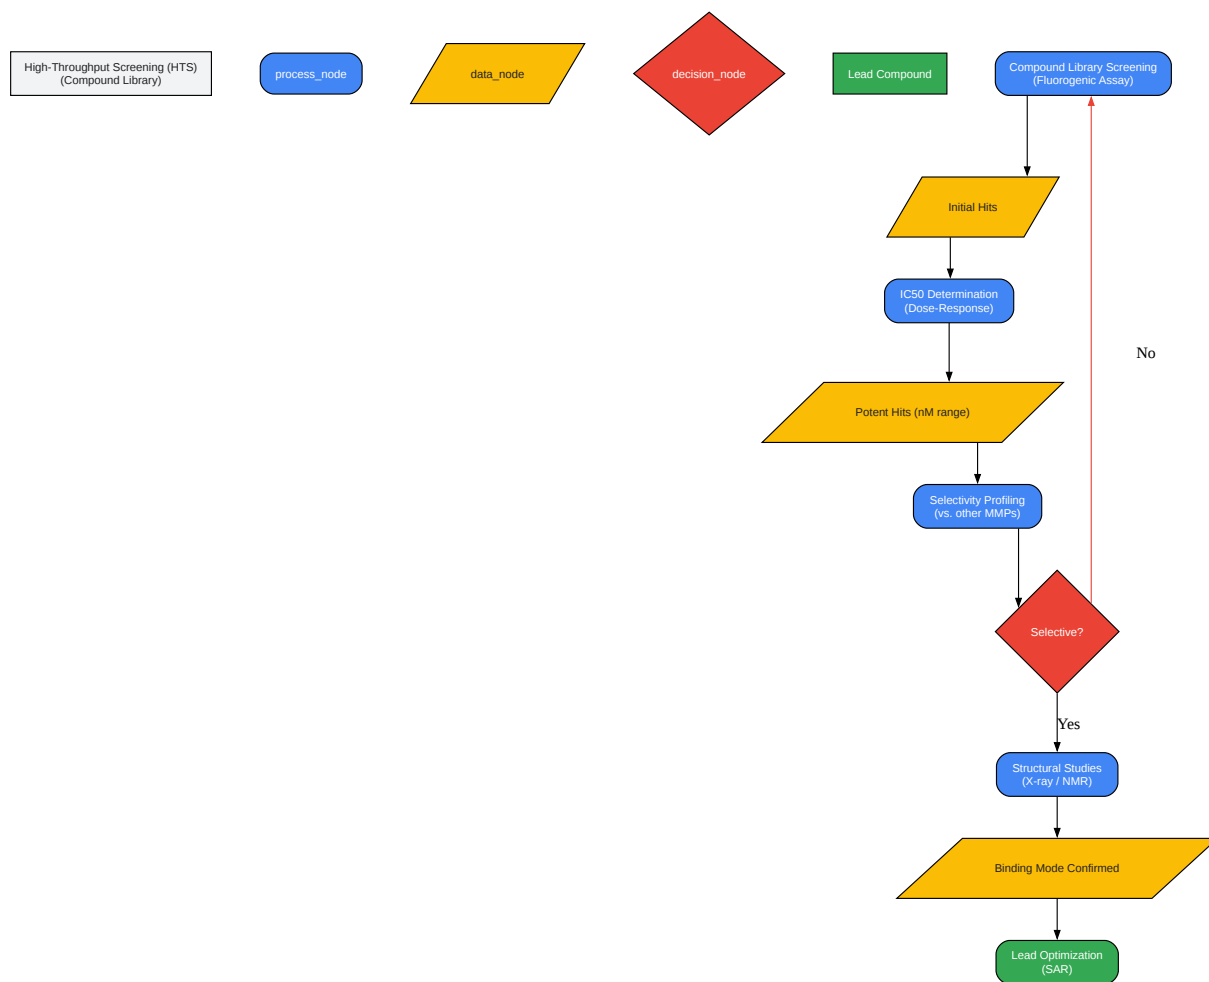 High-Throughput Screening (HTS)
(Compound Library)
process_node
data_node
decision_node
Lead Compound
Compound Library Screening
(Fluorogenic Assay)
Initial Hits
IC50 Determination
(Dose-Response)
No
Potent Hits (nM range)
Selectivity Profiling
(vs. other MMPs)
Selective?
Yes
Structural Studies
(X-ray / NMR)
Binding Mode Confirmed
Lead Optimization
(SAR)